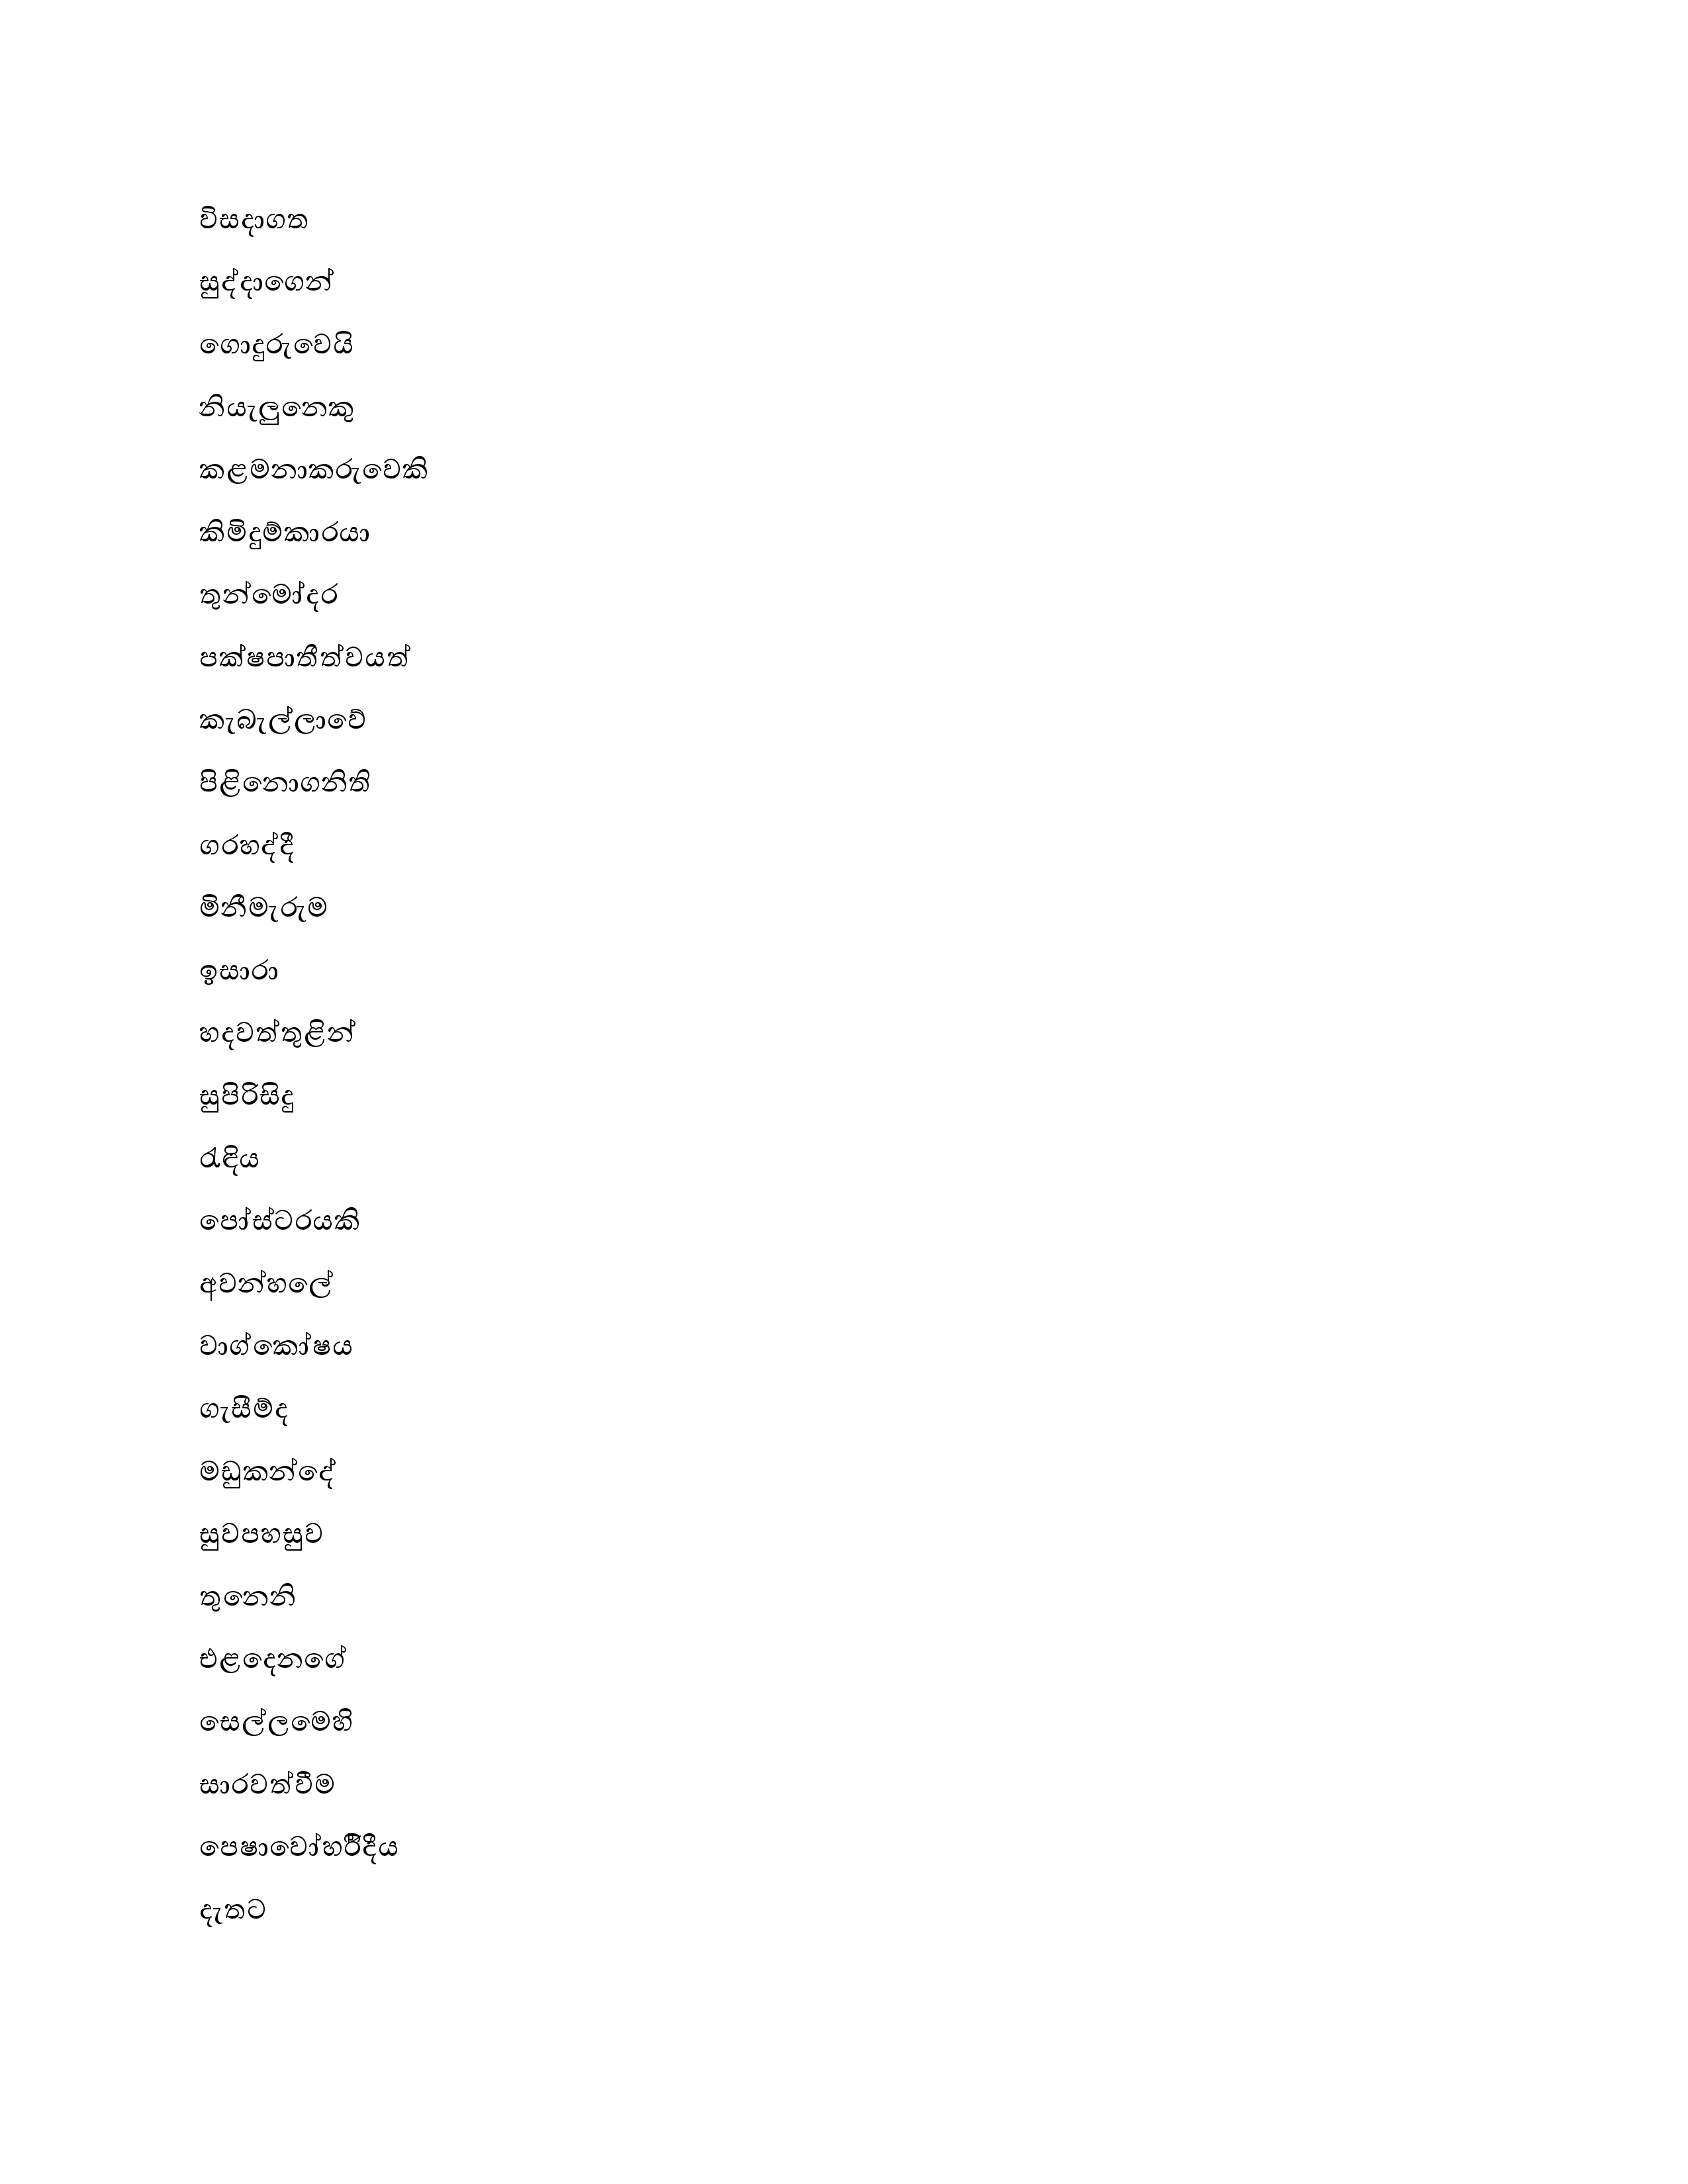 විසදාගත
සුද්දාගෙන්
ගොදුරුවෙයි
නියැලුනෙකු
කළමනාකරුවෙකි
කිමිදුම්කාරයා
තුන්මෝදර
පක්ෂපාතීත්වයත්
කැබැල්ලාවේ
පිළිනොගනිති
ගරහද්දී
මිනීමැරුම
ඉසාරා
හදවත්තුළින්
සුපිරිසිදු
රැඳිය
පෝස්ටරයකි
අවන්හලේ
වාග්කෝෂය
ගැසීම්ද
මඩුකන්දේ
සුවපහසුව
තුනෙනි
එළදෙනගේ
සෙල්ලමෙහි
සාරවත්වීම
පෙෂාවෝහර්දීය
දැතට